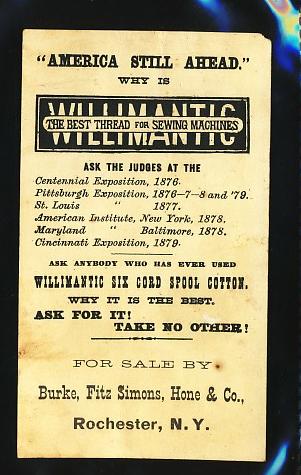 "AMERICA STILL AHEAD."
WHY IS
WILLIMANTIC
THE BEST THREAD FOR SEWING MACHINES
ASK THE JUDGES AT THE
Centennial Exposition, 1876.
Pittsburgh Exposition, 1876-7-8 and '79.
St. Louis " 1877.
American Institute, New York, 1878.
Maryland " Baltimore, 1878.
Cincinnati Exposition, 1879.
ASK ANYBODY WHO HAS EVER USED
WILLIMANTIC SIX CORD SPOOL COTTON.
WHY IT IS THE BEST.
ASK FOR IT!
TAKE NO OTHER!
FOR SALE BY
Burke, Fitz Simons, Hone & Co.,
Rochester, N. Y.